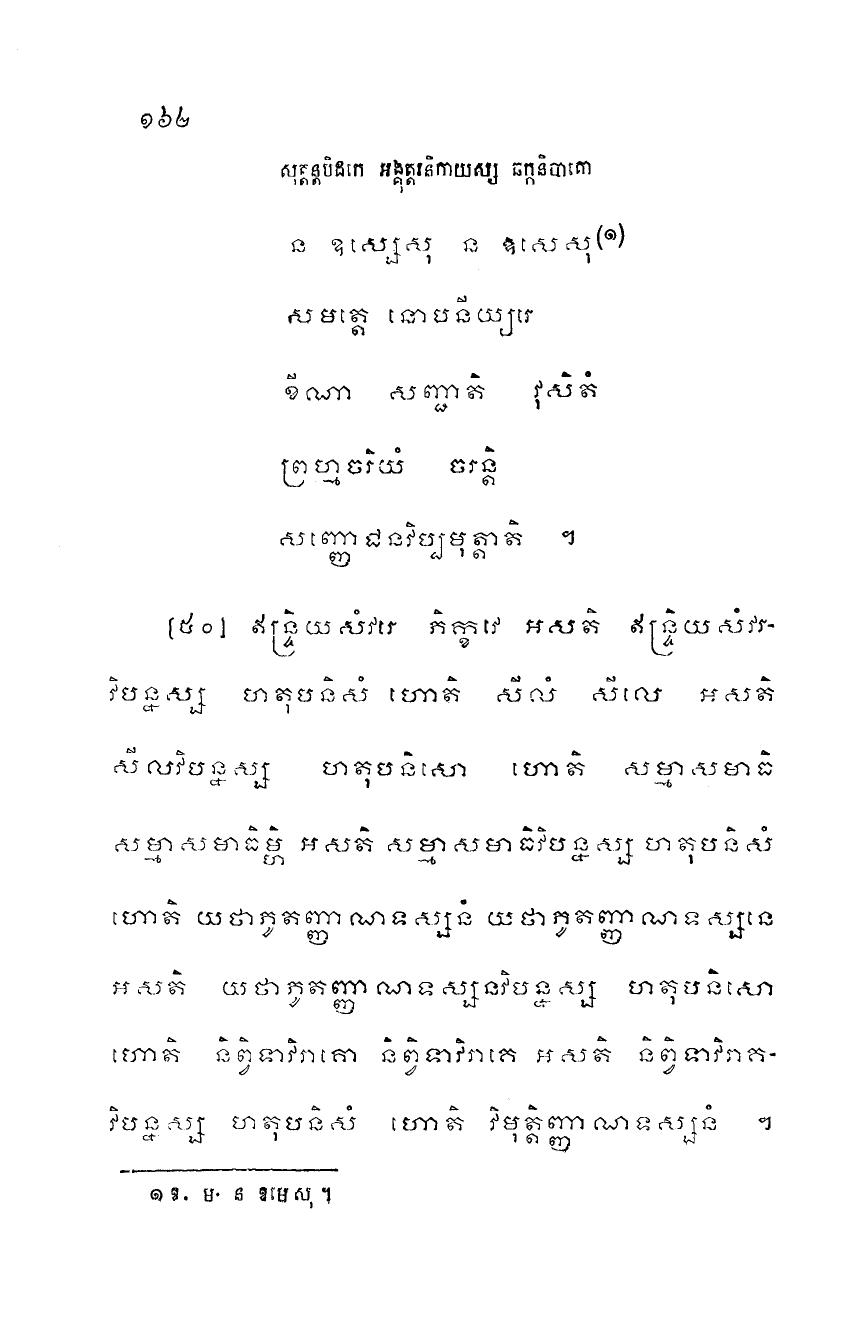 ១៦២
សុត្តន្តបិដកេ អង្គុត្តរនិកាយស្ស ឆក្កនិបាតោ
ន ឧស្សេសុ ន ឧសេសុ(១)
សមត្តេ នោបនីយ្យរេ
ខីណា សញ្ជាតិ វុសិតំ
ព្រហ្មចរិយំ ចរន្តិ
សញ្ញោជនវិប្បមុត្តាតិ ។
[៥០] ឥន្ទ្រិយសំវរេ ភិក្ខវេ អសតិ ឥន្ទ្រិយសំវរ-
វិបន្នស្ស ហតុបនិសំ ហោតិ សីលំ សីលេ អសតិ
សីលវិបន្នស្ស ហតុបនិសោ ហោតិ សម្មាសមាធិ
សម្មាសមាធិម្ហិ អសតិ សម្មាសមាធិវិបន្នស្ស ហតុបនិសំ
ហោតិ យថាភូតញ្ញាណទស្សនំ យថាភូតញ្ញាណទស្សនេ
អសតិ យថាភូតញ្ញាណទស្សនវិបន្នស្ស ហតុបនិសោ
ហោតិ និព្វិទាវិរាគោ និព្វិទាវិរាគេ អសតិ និព្វិទាវិរាគ-
វិបន្នស្ស ហតុបនិសំ ហោតិ វិមុត្តិញ្ញាណទស្សនំ ។
១ ឱ. ម. ន ឱមេសុ ។